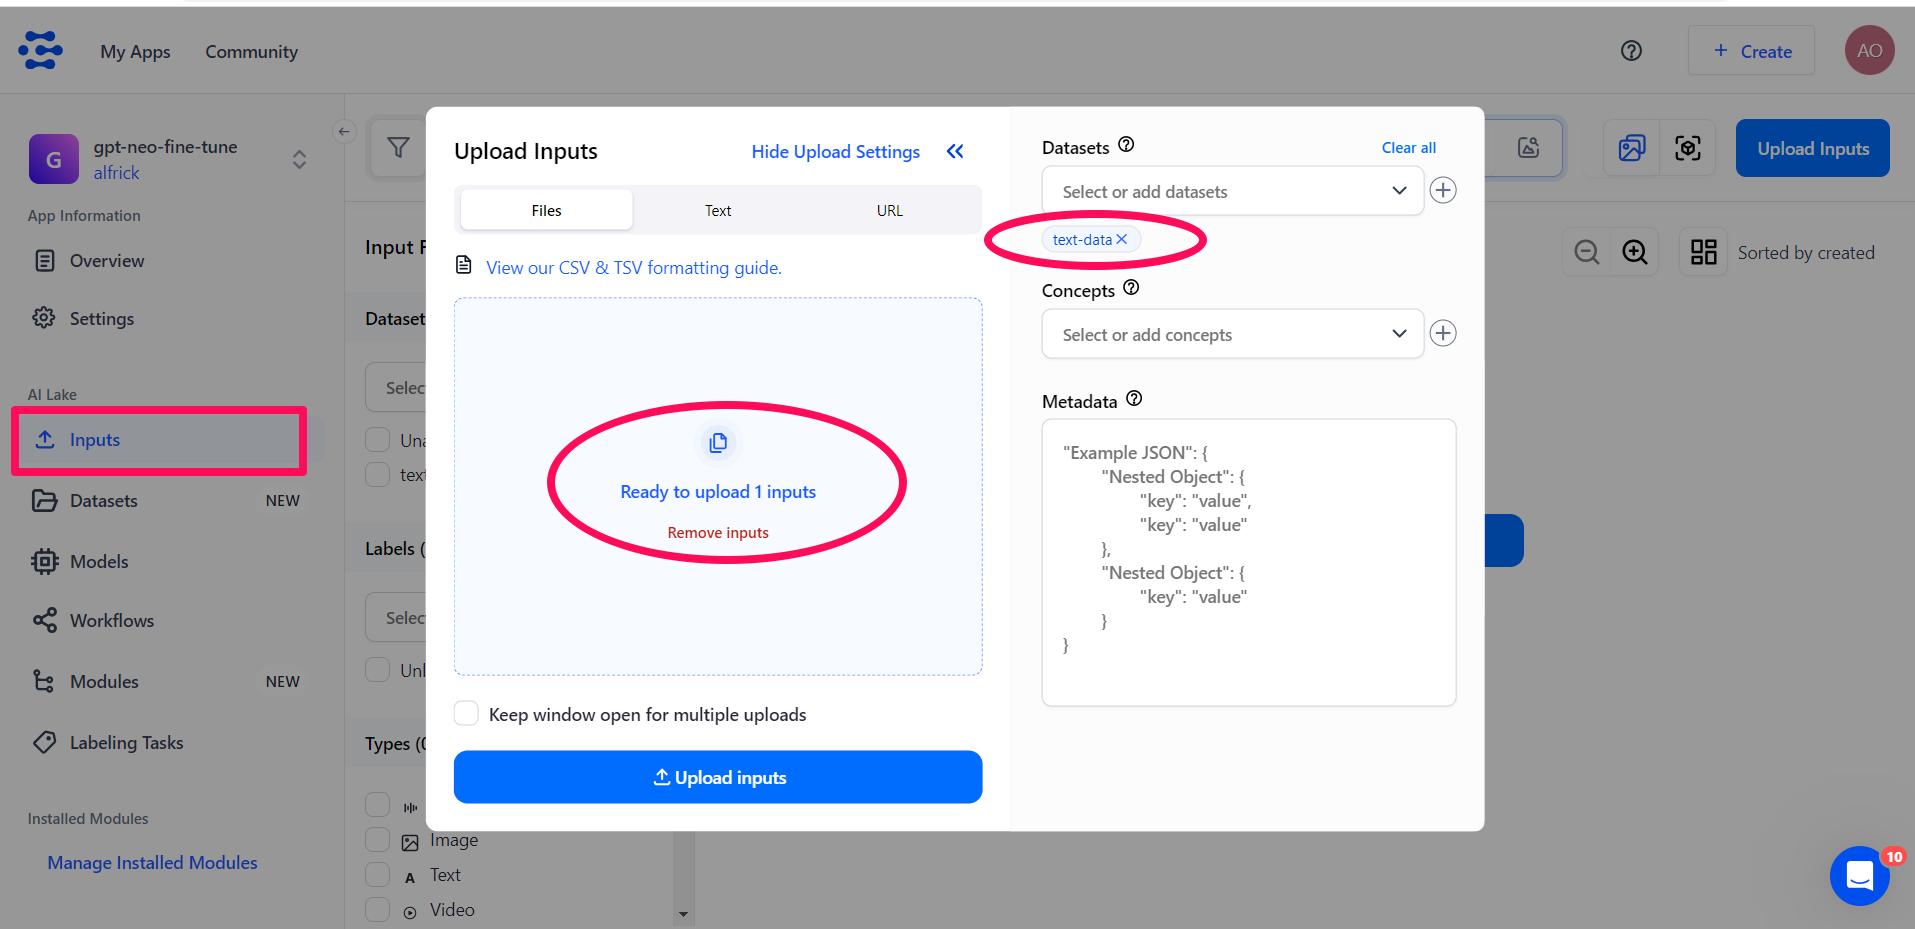 My Apps
Community
Create
AO
G
gpt-neo-fine-tune
alfrick
App Information
Overview
Settings
AI Lake
Inputs
Datasets NEW
Models
Workflows
Modules NEW
Labeling Tasks
Installed Modules
Manage Installed Modules
Input F
Dataset
Selec
Una
text
Labels (
Selec
Unl
Types (0
Image
Text
Video
Upload Inputs
Hide Upload Settings
Files
Text
URL
View our CSV & TSV formatting guide.
Ready to upload 1 inputs
Remove inputs
Keep window open for multiple uploads
Upload inputs
Datasets
Clear all
Select or add datasets
text-data
Concepts
Select or add concepts
Metadata
"Example JSON": {
"Nested Object": {
"key": "value",
"key": "value"
},
"Nested Object": {
"key": "value"
}
}
Upload Inputs
Sorted by created
10